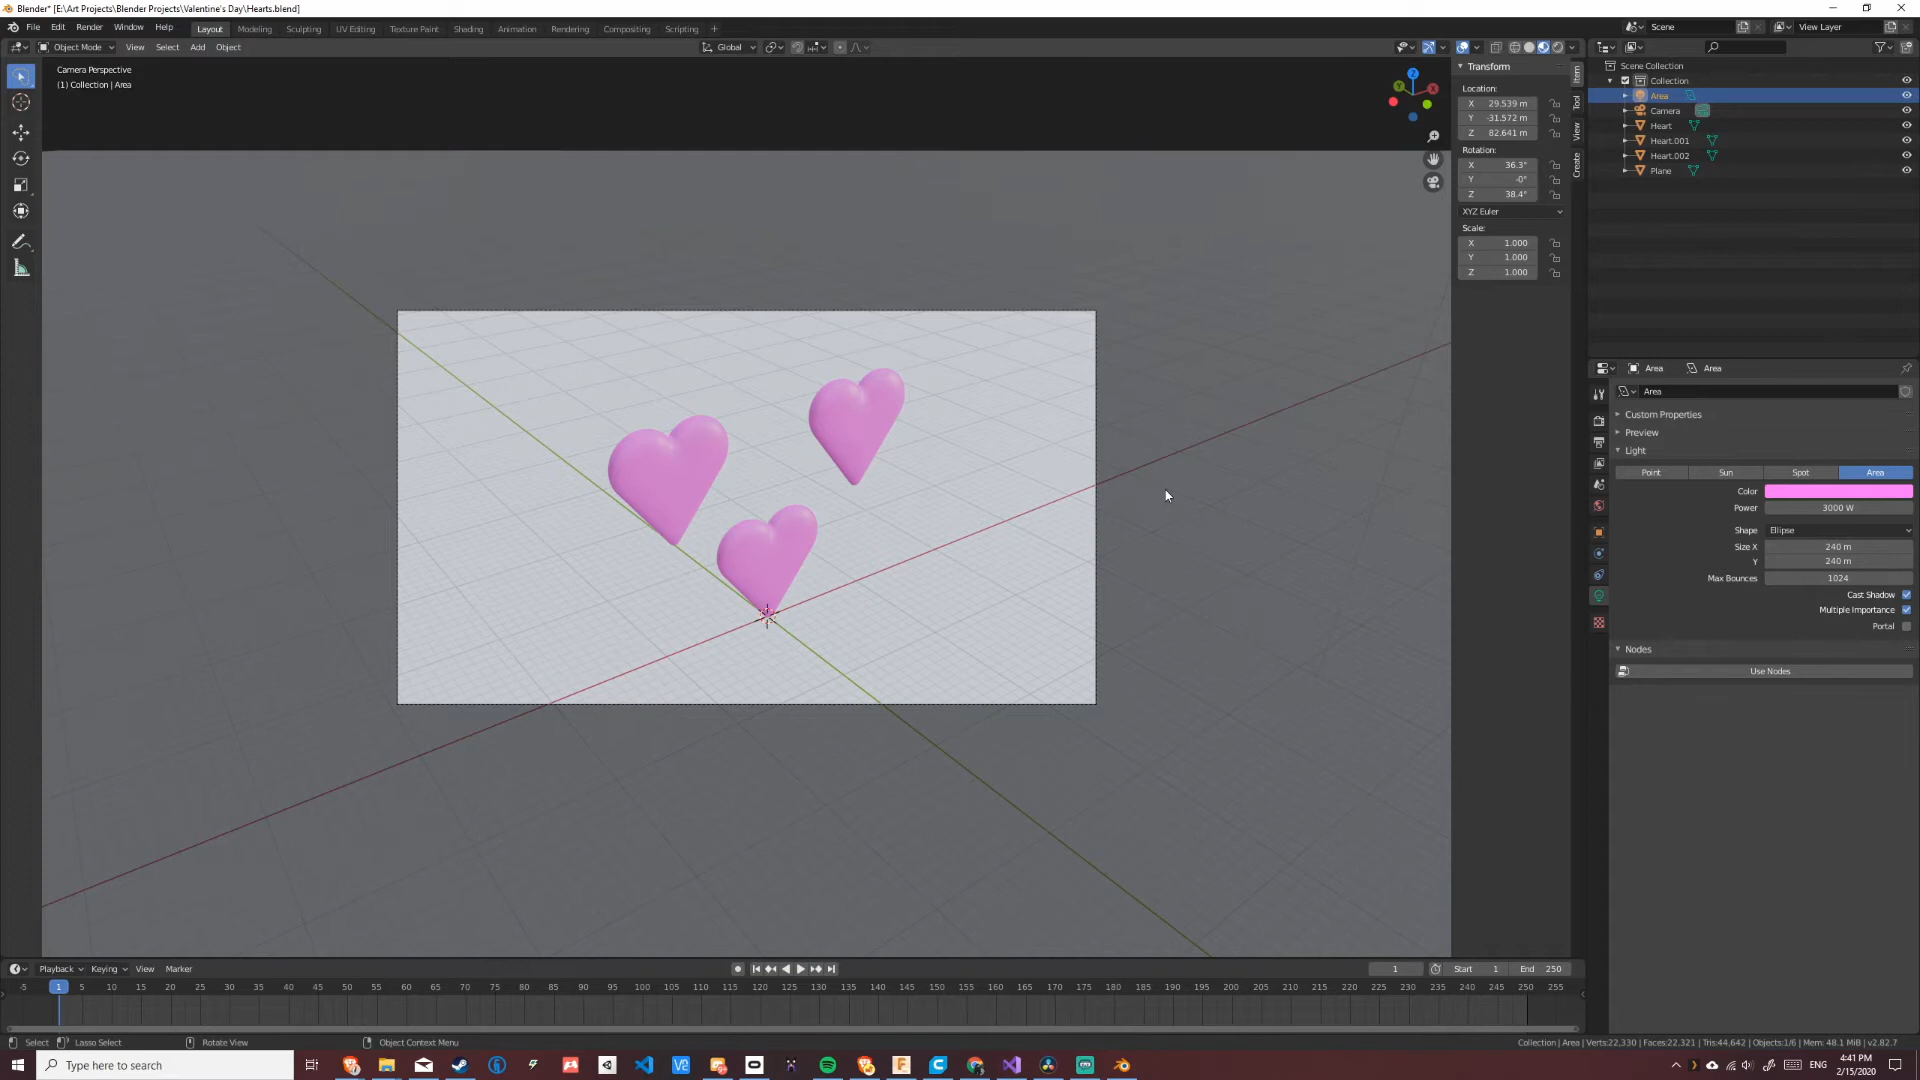 Blender* [E:\Art Projects\Blender Projects\Valentine's Day\Hearts.blend]
File Edit Render Window Help Layout Modeling Sculpting UV Editing Texture Paint Shading Animation Rendering Compositing Scripting + Scene View Layer
Object Mode View Select Add Object Global
Camera Perspective
(1) Collection | Area
Z
Y
X
Transform
Location:
X 29.539 m
Y -31.572 m
Z 82.641 m
Rotation:
X 36.3°
Y -0°
Z 38.4°
XYZ Euler
Scale:
X 1.000
Y 1.000
Z 1.000
Item
Tool
View
Create
Scene Collection
Collection
Area
Camera
Heart
Heart.001
Heart.002
Plane
Area Area
Area
Custom Properties
Preview
Light
Point Sun Spot Area
Color
Power 3000 W
Shape Ellipse
Size X 240 m
Y 240 m
Max Bounces 1024
Cast Shadow
Multiple Importance
Portal
Nodes
Use Nodes
Playback Keying View Marker 1 Start 1 End 250
-5 1 5 10 15 20 25 30 35 40 45 50 55 60 65 70 75 80 85 90 95 100 105 110 115 120 125 130 135 140 145 150 155 160 165 170 175 180 185 190 195 200 205 210 215 220 225 230 235 240 245 250 255
Select Lasso Select Rotate View Object Context Menu Collection | Area | Verts:22,330 | Faces:22,321 | Tris:44,642 | Objects:1/6 | Mem: 48.1 MiB | v2.82.7
Type here to search
ENG
4:41 PM
2/15/2020